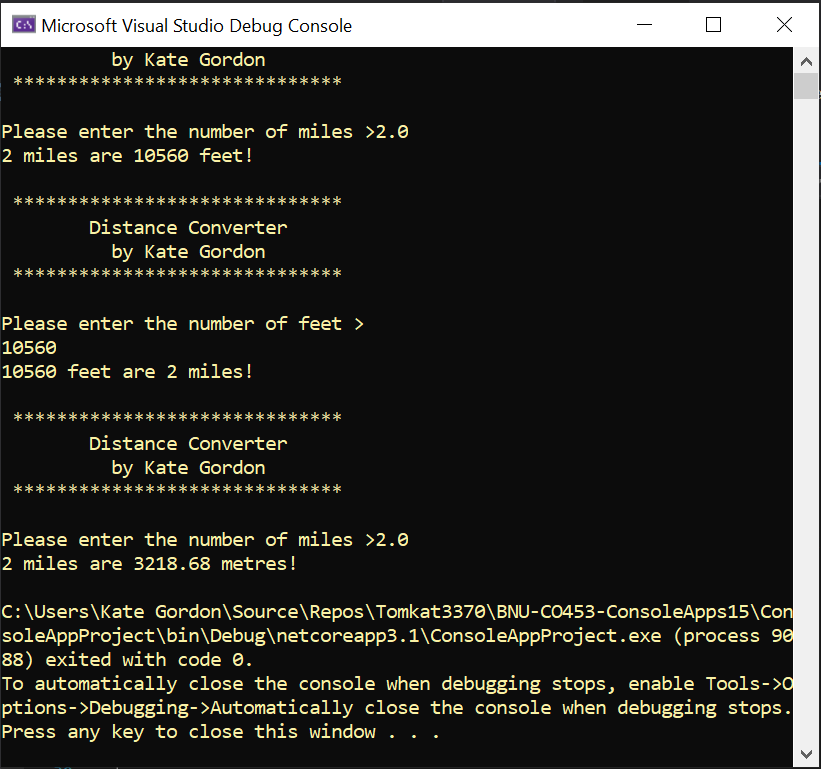 Microsoft Visual Studio Debug Console
by Kate Gordon
******************************
Please enter the number of miles >2.0
2 miles are 10560 feet!
******************************
Distance Converter
by Kate Gordon
******************************
Please enter the number of feet >
10560
10560 feet are 2 miles!
******************************
Distance Converter
by Kate Gordon
******************************
Please enter the number of miles >2.0
2 miles are 3218.68 metres!
C:\Users\Kate Gordon\Source\Repos\Tomkat3370\BNU-CO453-ConsoleApps15\Con
soleAppProject\bin\Debug\netcoreapp3.1\ConsoleAppProject.exe (process 90
88) exited with code 0.
To automatically close the console when debugging stops, enable Tools->O
ptions->Debugging->Automatically close the console when debugging stops.
Press any key to close this window . . .